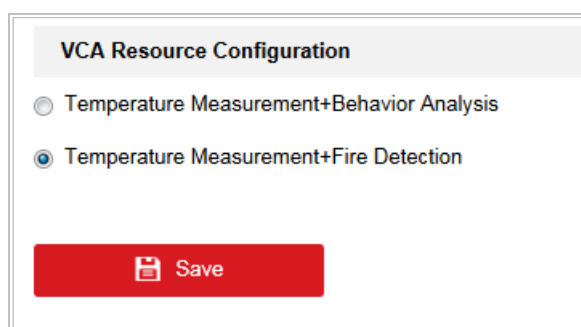 VCA Resource Configuration
Temperature Measurement+Behavior Analysis
Temperature Measurement+Fire Detection
Save